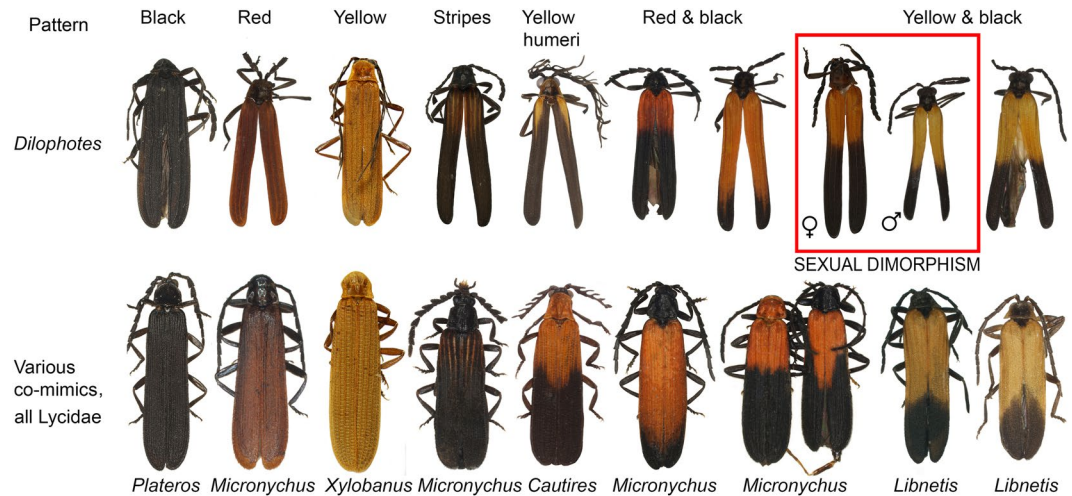 Pattern
Black
Red
Yellow
Stripes
Yellow
humeri
Red & black
Yellow & black
Dilophotes
♀
♂
SEXUAL DIMORPHISM
Various
co-mimics,
all Lycidae
Plateros
Micronychus
Xylobanus
Micronychus
Cautires
Micronychus
Micronychus
Libnetis
Libnetis